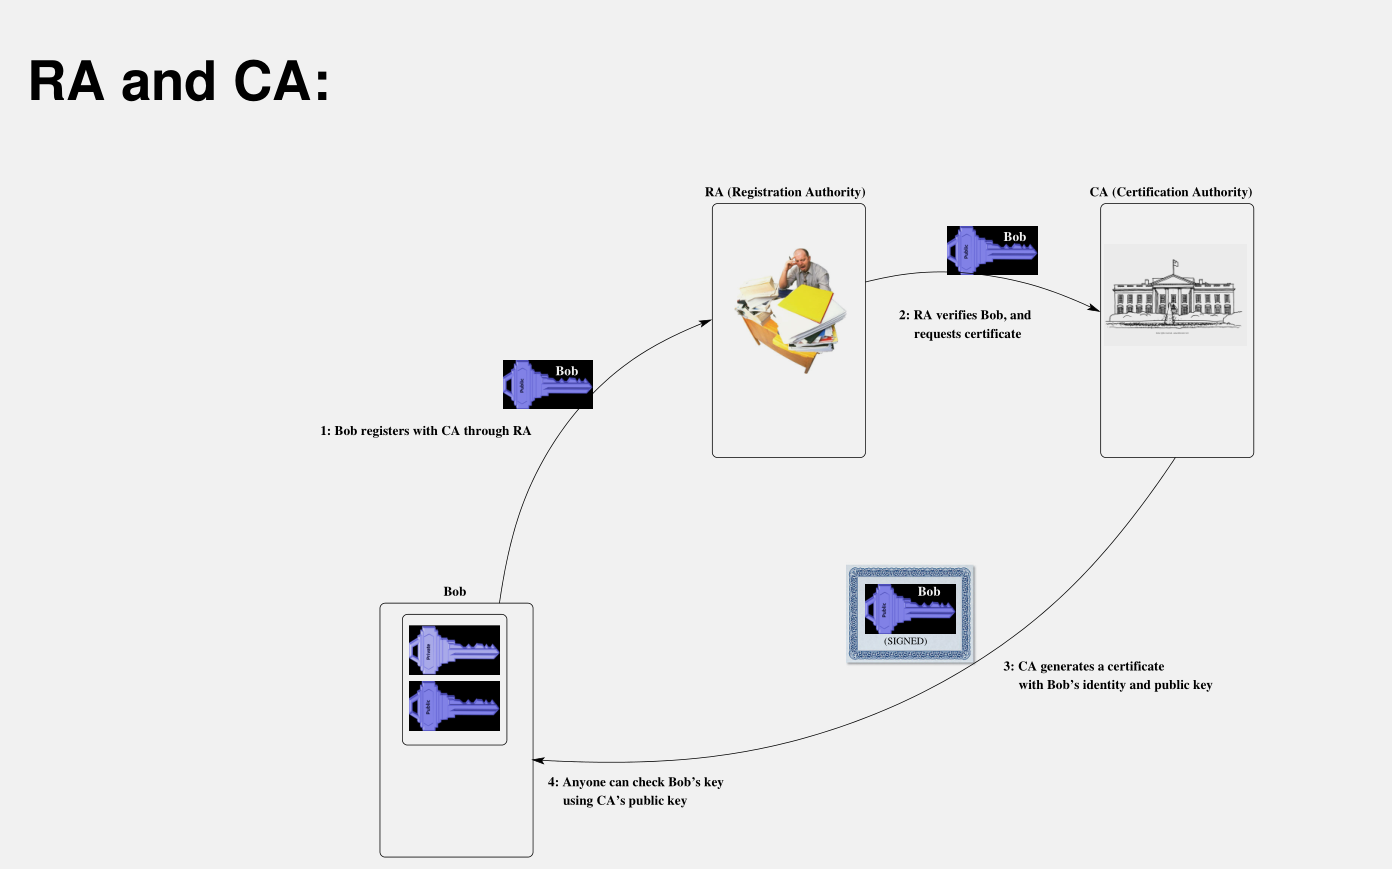 RA and CA:
RA (Registration Authority)
CA (Certification Authority)
Bob
Public
2: RA verifies Bob, and
requests certificate
Bob
Public
1: Bob registers with CA through RA
Bob
Private
Public
Bob
Public
(SIGNED)
3: CA generates a certificate
with Bob's identity and public key
4: Anyone can check Bob's key
using CA's public key